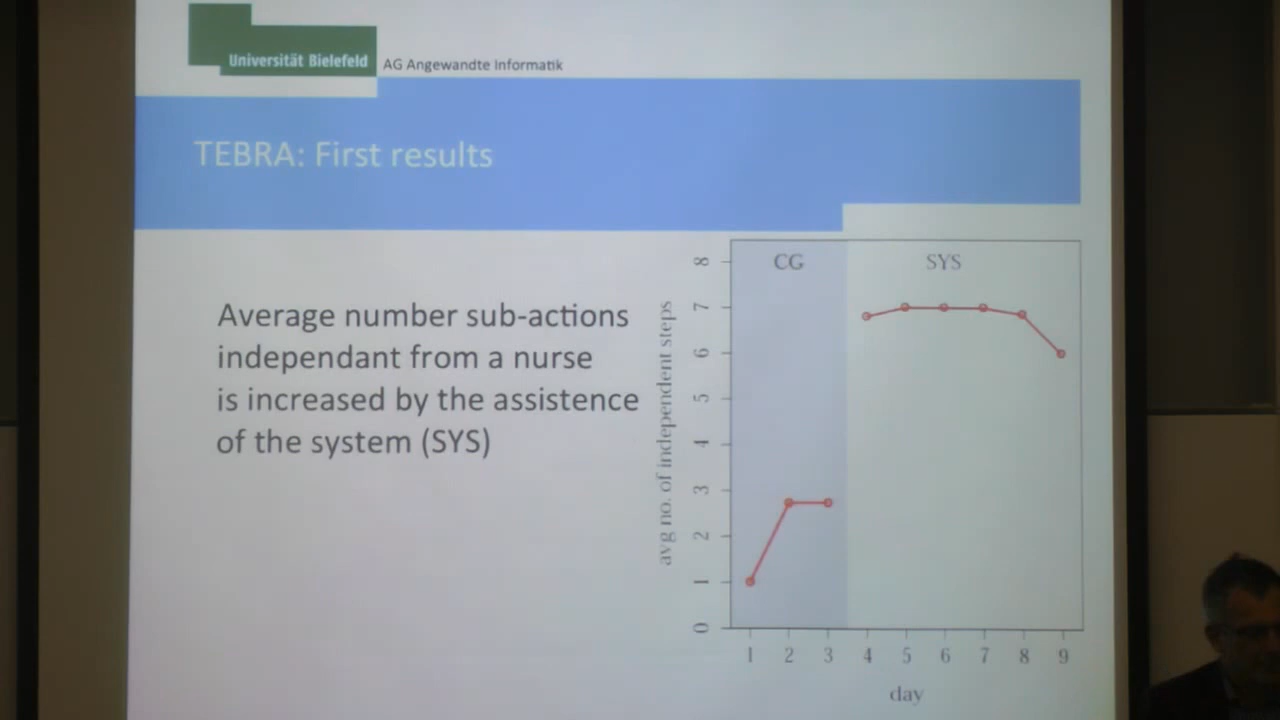 Universität Bielefeld
AG Angewandte Informatik
TEBRA: First results
Average number sub-actions
independant from a nurse
is increased by the assistence
of the system (SYS)
CG
SYS
avg no. of independent steps
8
7
6
5
4
3
2
1
0
1 2 3 4 5 6 7 8 9
day